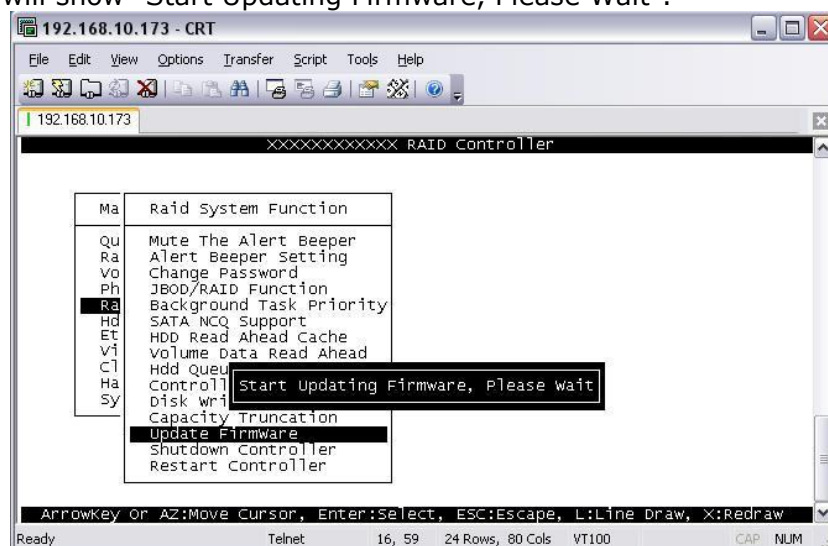 will show "Start Updating Firmware, Please Wait".
192.168.10.173 - CRT
File Edit View Options Transfer Script Tools Help
192.168.10.173
XXXXXXXXXXXX RAID Controller
Ma
Raid System Function
Qu
Mute The Alert Beeper
Ra
Alert Beeper Setting
Vo
Change Password
Ph
JBOD/RAID Function
Ra
Background Task Priority
Hd
SATA NCQ Support
Et
HDD Read Ahead Cache
Vi
Volume Data Read Ahead
Cl
Hdd Queu
Ha
Controll
Start Updating Firmware, Please Wait
Sy
Disk Wri
Capacity Truncation
Update Firmware
Shutdown Controller
Restart Controller
ArrowKey Or AZ:Move Cursor, Enter:Select, ESC:Escape, L:Line Draw, X:Redraw
Ready Telnet 16, 59 24 Rows, 80 Cols VT100 CAP NUM